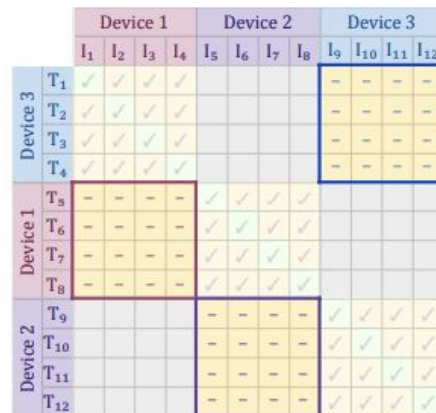 Device 1 Device 2 Device 3
I₁ I₂ I₃ I₄ I₅ I₆ I₇ I₈ I₉ I₁₀ I₁₁ I₁₂
Device 3
T₁ ✓ ✓ ✓ ✓ - - - -
T₂ ✓ ✓ ✓ ✓ - - - -
T₃ ✓ ✓ ✓ ✓ - - - -
T₄ ✓ ✓ ✓ ✓ - - - -
Device 1
T₅ - - - - ✓ ✓ ✓ ✓
T₆ - - - - ✓ ✓ ✓ ✓
T₇ - - - - ✓ ✓ ✓ ✓
T₈ - - - - ✓ ✓ ✓ ✓
Device 2
T₉ - - - - ✓ ✓ ✓ ✓
T₁₀ - - - - ✓ ✓ ✓ ✓
T₁₁ - - - - ✓ ✓ ✓ ✓
T₁₂ - - - - ✓ ✓ ✓ ✓